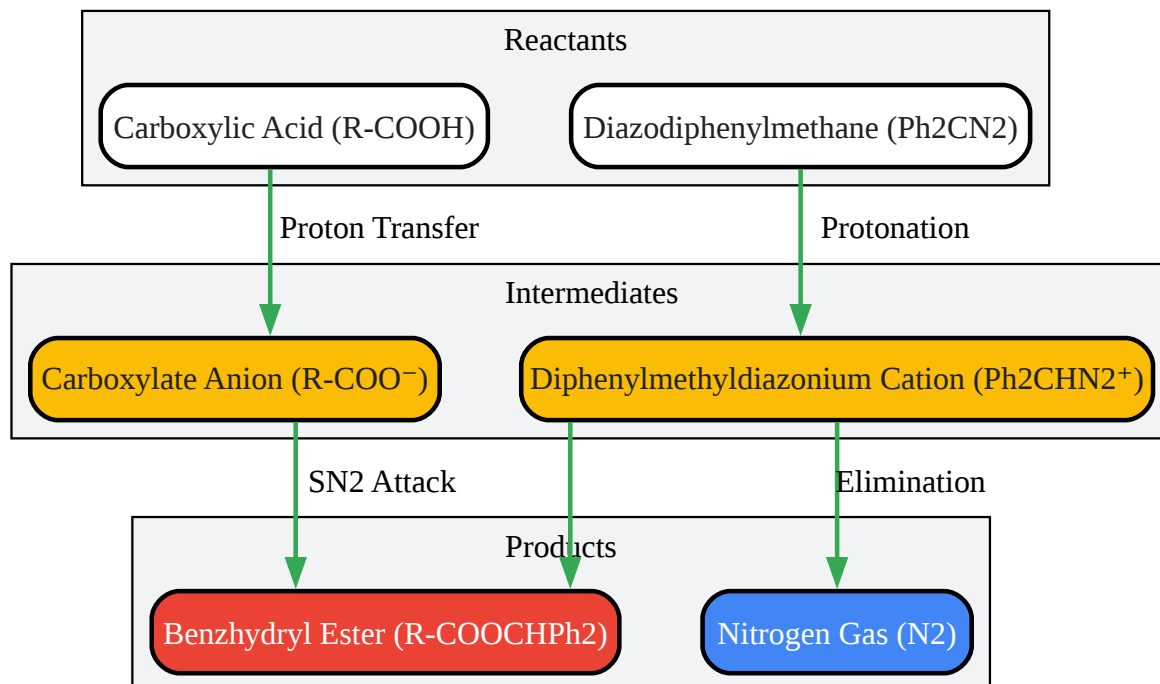 Reactants
Carboxylic Acid (R-COOH)
Diazodiphenylmethane (Ph2CN2)
Proton Transfer
Protonation
Intermediates
Carboxylate Anion (R-COO⁻)
Diphenylmethyldiazonium Cation (Ph2CHN2⁺)
SN2 Attack
Elimination
Products
Benzhydryl Ester (R-COOCHPh2)
Nitrogen Gas (N2)